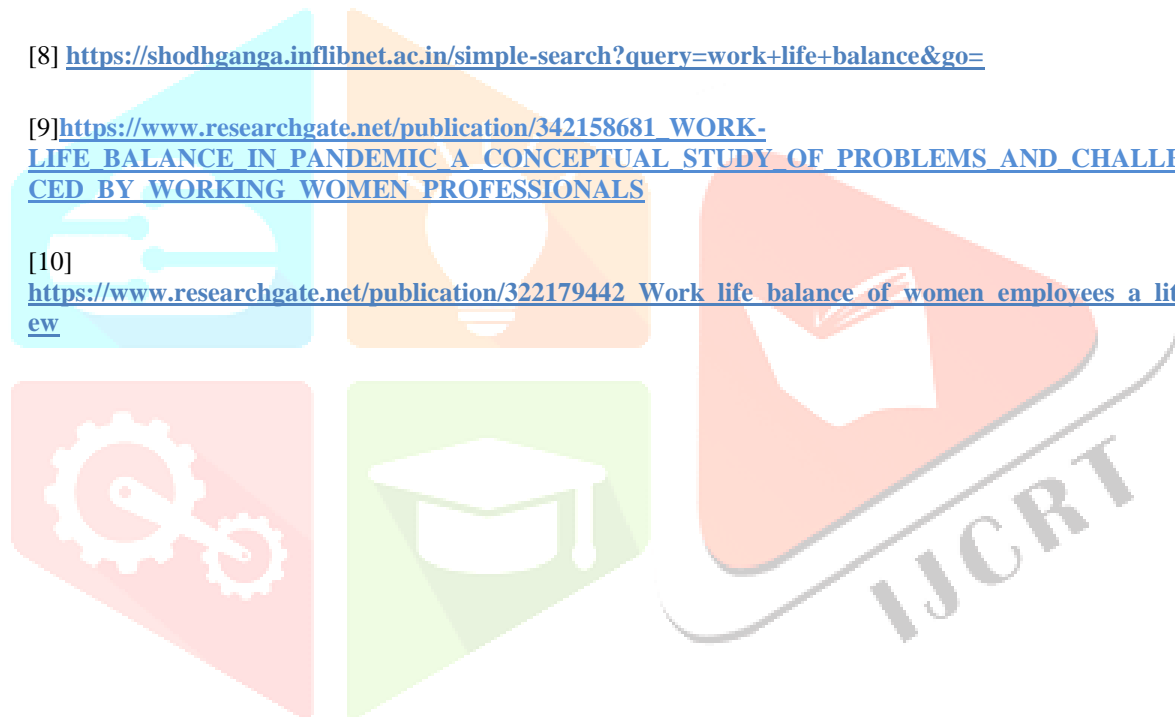 [8] https://shodhganga.inflibnet.ac.in/simple-search?query=work+life+balance&go=
[9]https://www.researchgate.net/publication/342158681_WORK-
LIFE_BALANCE_IN_PANDEMIC_A_CONCEPTUAL_STUDY_OF_PROBLEMS_AND_CHALLE
CED_BY_WORKING_WOMEN_PROFESSIONALS
[10]
https://www.researchgate.net/publication/322179442_Work_life_balance_of_women_employees_a_lit
ew
IJCRT